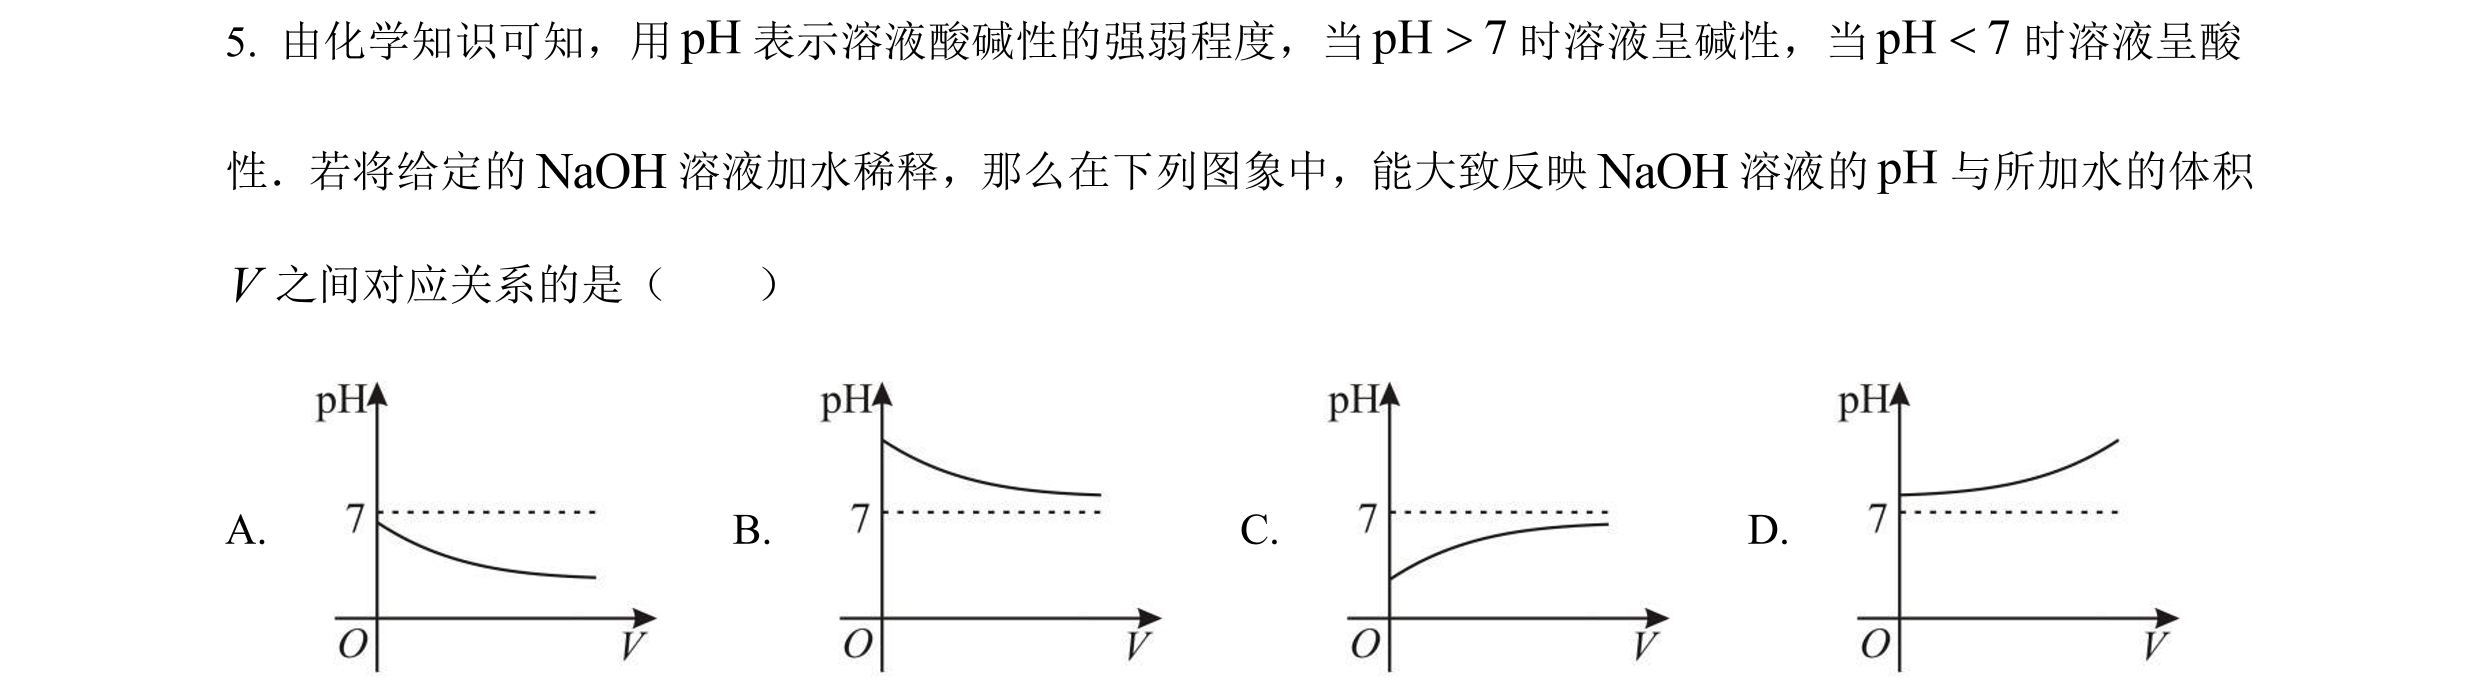 5. 由化学知识可知，用 pH 表示溶液酸碱性的强弱程度，当 pH > 7 时溶液呈碱性，当 pH < 7 时溶液呈酸
性．若将给定的 NaOH 溶液加水稀释，那么在下列图象中，能大致反映 NaOH 溶液的 pH 与所加水的体积
V 之间对应关系的是（　　）
A. pH 7 O V
B. pH 7 O V
C. pH 7 O V
D. pH 7 O V